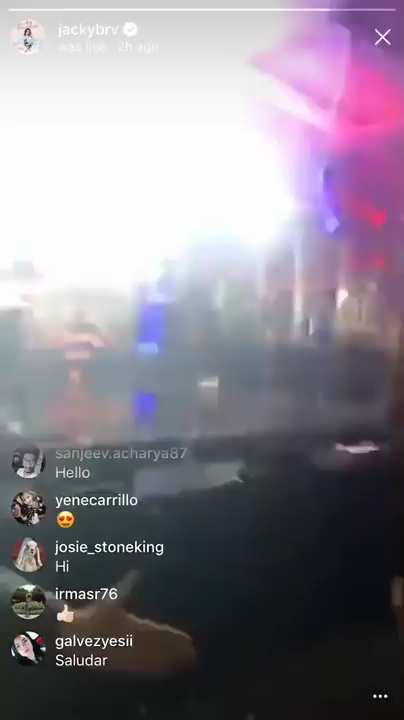 jackybrv
was live · 2h ago
sanjeev.acharya87
Hello
yenecarrillo
😍
josie_stoneking
Hi
irmasr76
👍🏻
galvezyesii
Saludar